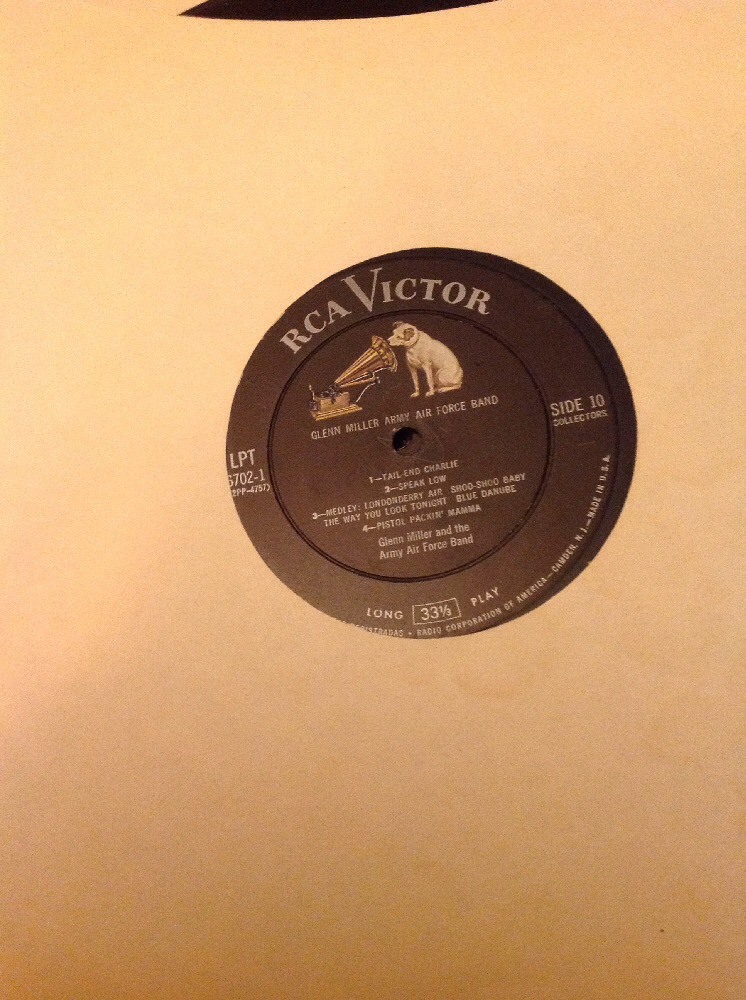 RCA VICTOR
GLENN MILLER ARMY AIR FORCE BAND
SIDE 10
COLLECTORS
LPT
6702-1
1—TAIL-END CHARLIE
2—SPEAK LOW
3—MEDLEY: LONDONDERRY AIR SHOO-SHOO BABY
THE WAY YOU LOOK TONIGHT BLUE DANUBE
4—PISTOL PACKIN' MAMMA
Glenn Miller and the
Army Air Force Band
LONG 33⅓ PLAY
REGISTRADAS • RADIO CORPORATION OF AMERICA—CAMDEN, N. J.—MADE IN U.S.A.